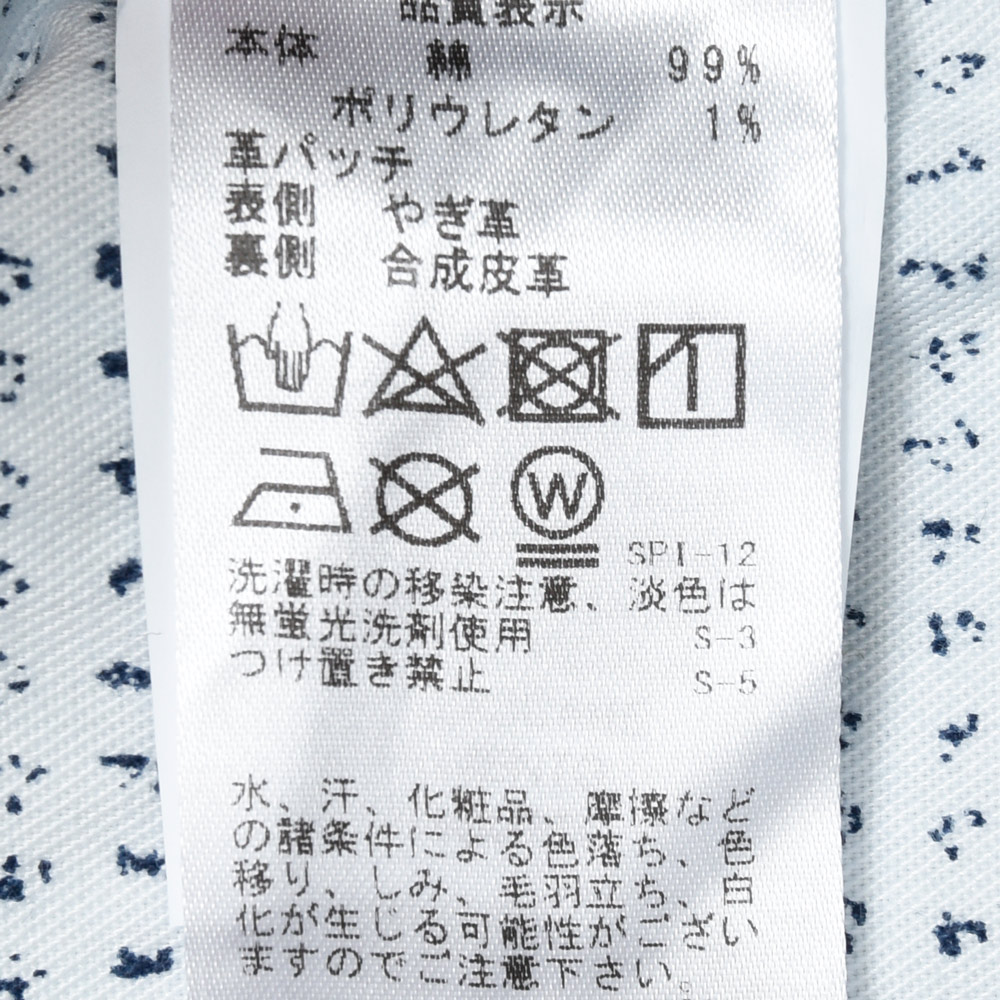 品質表示
本体 綿 99%
ポリウレタン 1%
革パッチ
表側 やぎ革
裏側 合成皮革
W
SPI-12
洗濯時の移染注意、淡色は
無蛍光洗剤使用 S-3
つけ置き禁止 S-5
水、汗、化粧品、摩擦など
の諸条件による色落ち、色
移り、しみ、毛羽立ち、白
化が生じる可能性がござい
ますのでご注意下さい。